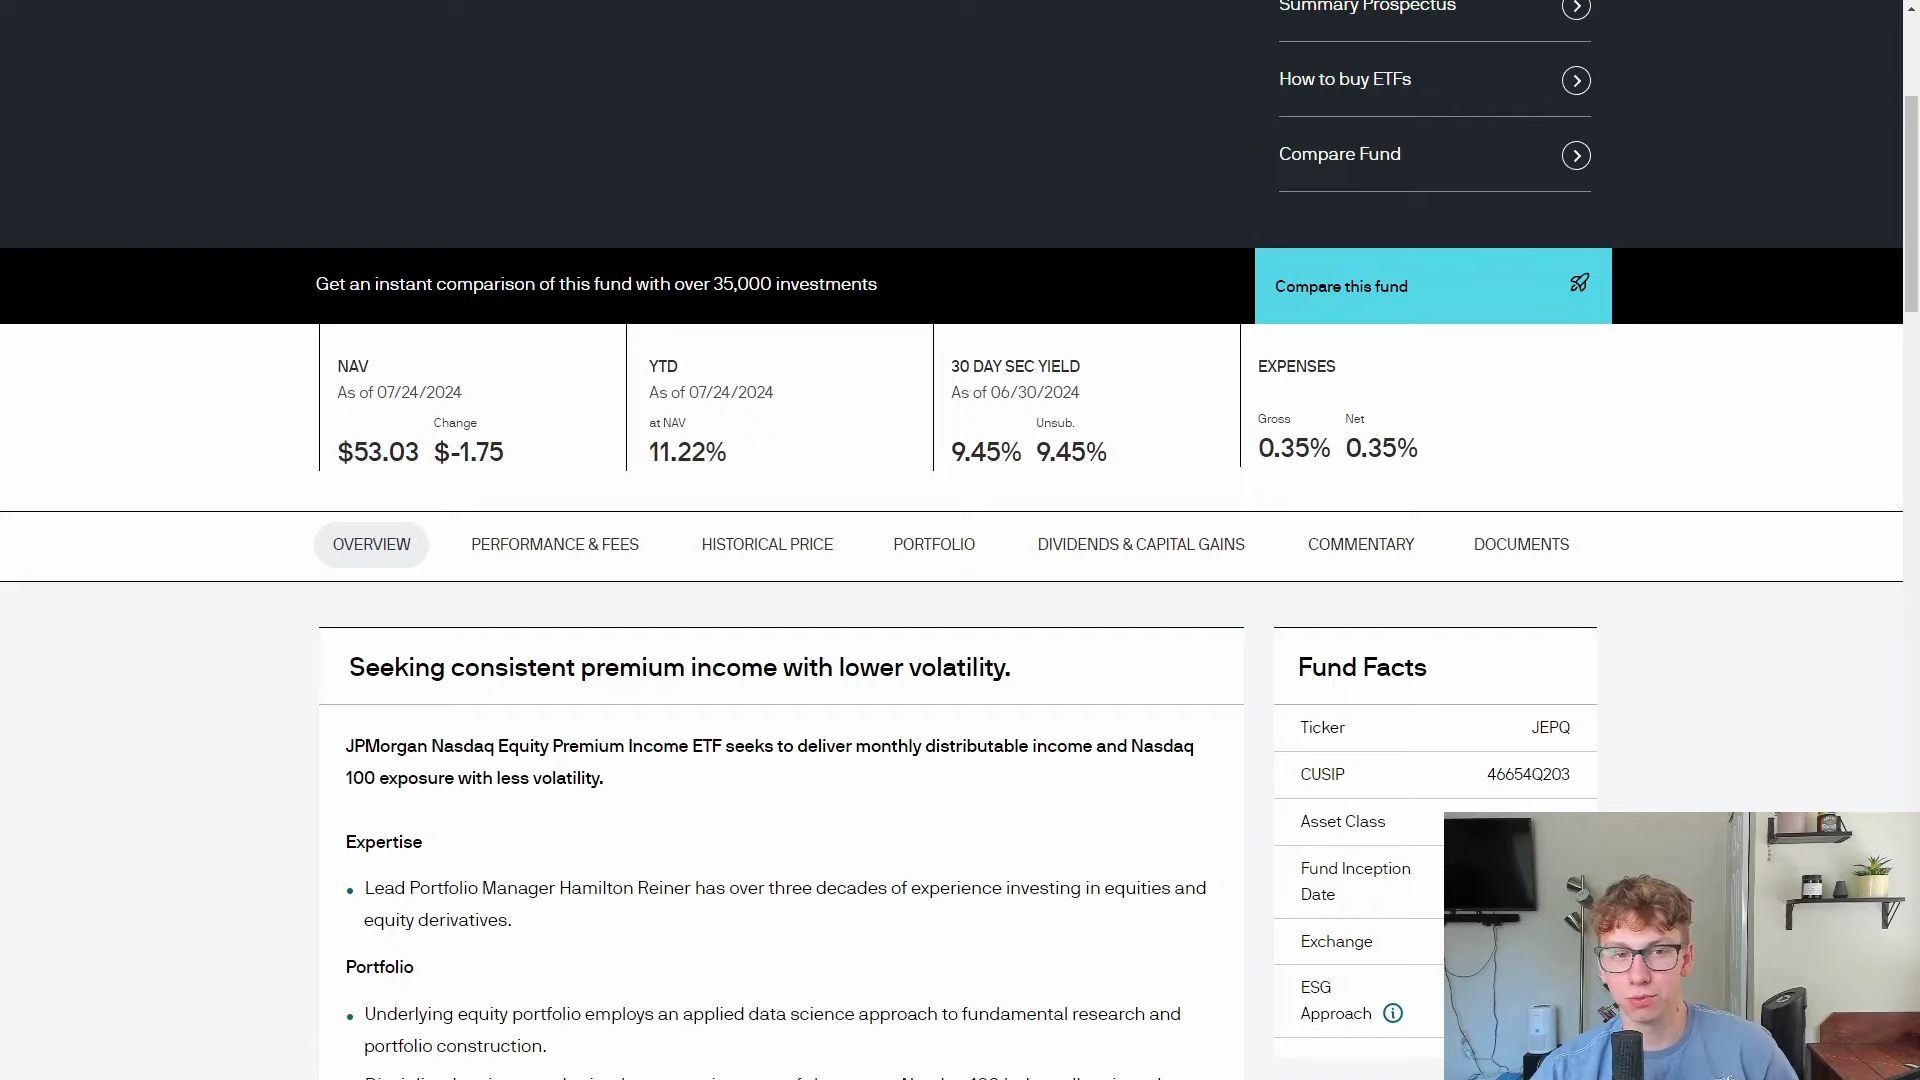 Summary Prospectus
How to buy ETFs
Compare Fund
Get an instant comparison of this fund with over 35,000 investments
Compare this fund
NAV
As of 07/24/2024
Change
$53.03 $-1.75
YTD
As of 07/24/2024
at NAV
11.22%
30 DAY SEC YIELD
As of 06/30/2024
Unsub.
9.45% 9.45%
EXPENSES
Gross Net
0.35% 0.35%
OVERVIEW PERFORMANCE & FEES HISTORICAL PRICE PORTFOLIO DIVIDENDS & CAPITAL GAINS COMMENTARY DOCUMENTS
Seeking consistent premium income with lower volatility.
JPMorgan Nasdaq Equity Premium Income ETF seeks to deliver monthly distributable income and Nasdaq
100 exposure with less volatility.
Expertise
Lead Portfolio Manager Hamilton Reiner has over three decades of experience investing in equities and
equity derivatives.
Portfolio
Underlying equity portfolio employs an applied data science approach to fundamental research and
portfolio construction.
Fund Facts
Ticker JEPQ
CUSIP 46654Q203
Asset Class
Fund Inception
Date
Exchange
ESG
Approach